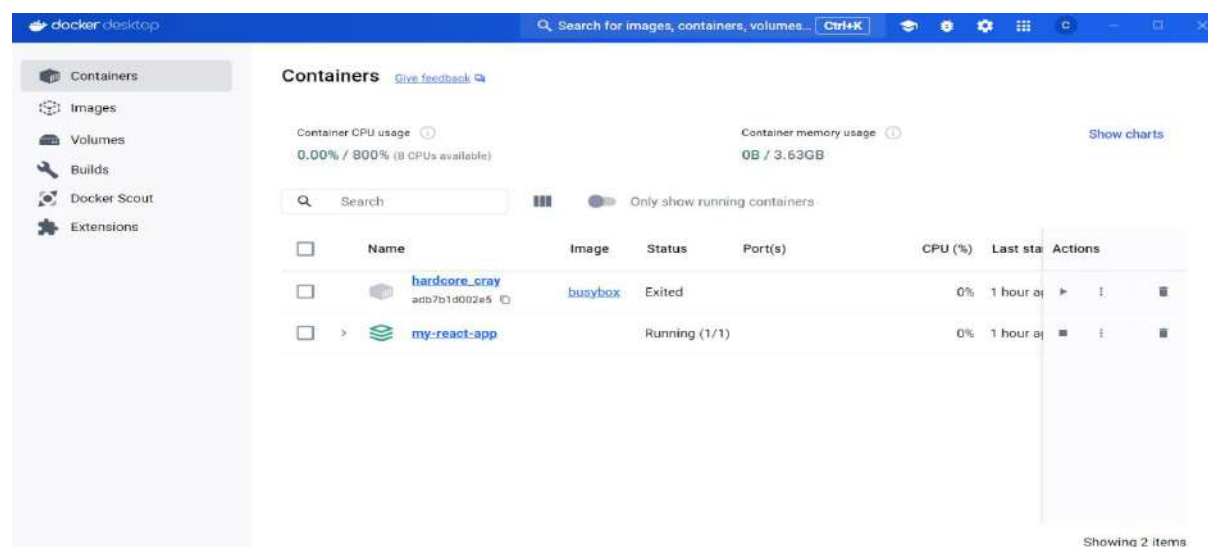 docker desktop
Search for images, containers, volumes... Ctrl+K
C
Containers
Images
Volumes
Builds
Docker Scout
Extensions
Containers Give feedback
Container CPU usage
0.00% / 800% (8 CPUs available)
Container memory usage
0B / 3.63GB
Show charts
Search
Only show running containers
Name Image Status Port(s) CPU (%) Last sta Actions
hardcore_cray
adb7b1d002e5
busybox Exited 0% 1 hour ag
my-react-app Running (1/1) 0% 1 hour ag
Showing 2 items